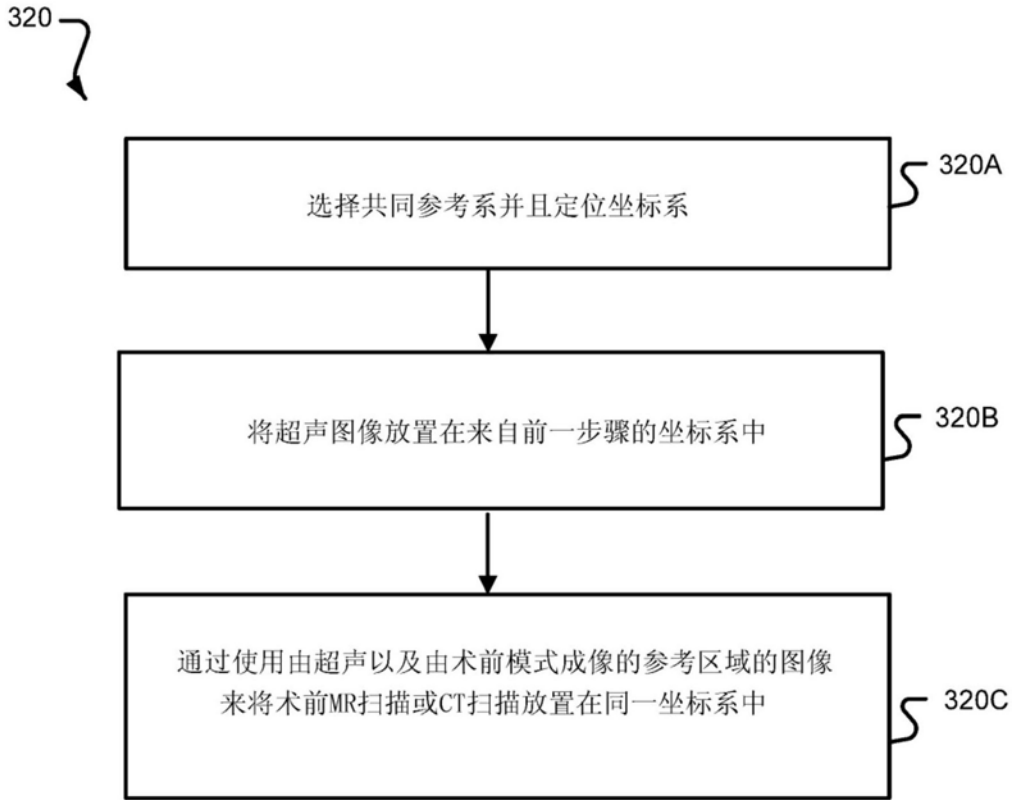 320
选择共同参考系并且定位坐标系
320A
将超声图像放置在来自前一步骤的坐标系中
320B
通过使用由超声以及由术前模式成像的参考区域的图像
来将术前MR扫描或CT扫描放置在同一坐标系中
320C